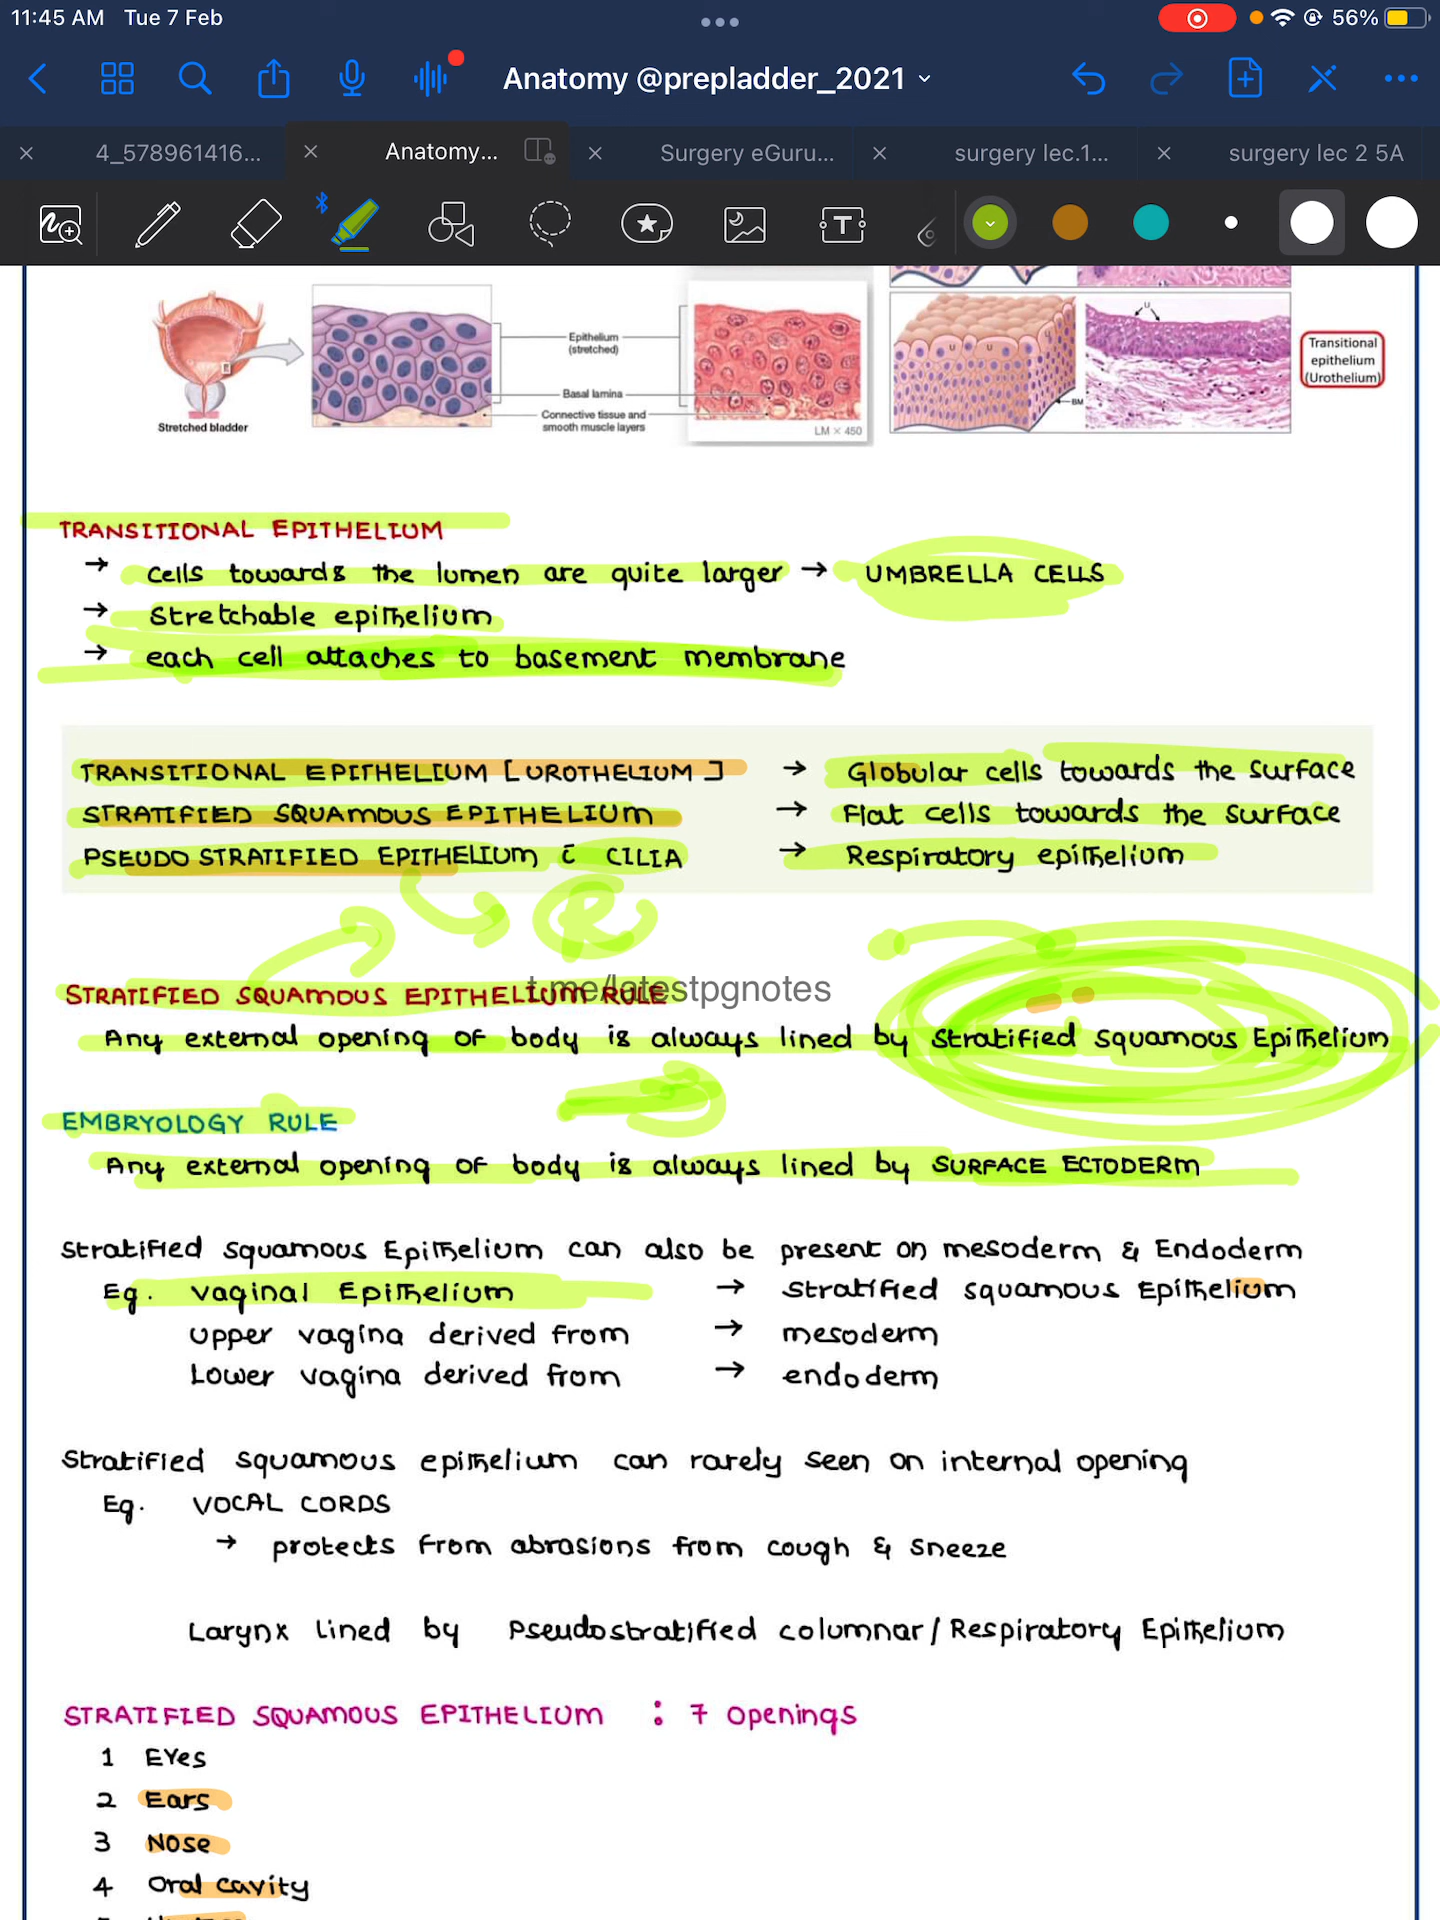 11:45 AM Tue 7 Feb
56%
Anatomy @prepladder_2021
4_578961416...
Anatomy...
Surgery eGuru...
surgery lec.1...
surgery lec 2 5A
Stretched bladder
Epithelium
(stretched)
Basal lamina
Connective tissue and
smooth muscle layers
LM × 450
U U
BM
U
Transitional
epithelium
(Urothelium)
TRANSITIONAL EPITHELIUM
→ cells towards the lumen are quite larger → UMBRELLA CELLS
→ Stretchable epithelium
→ each cell attaches to basement membrane
TRANSITIONAL EPITHELIUM [UROTHELIUM] → Globular cells towards the surface
STRATIFIED SQUAMOUS EPITHELIUM → Flat cells towards the surface
PSEUDO STRATIFIED EPITHELIUM c̄ CILIA → Respiratory epithelium
STRATIFIED SQUAMOUS EPITHELIUM RULE
t.me/latestpgnotes
Any external opening of body is always lined by Stratified squamous Epithelium
EMBRYOLOGY RULE
Any external opening of body is always lined by SURFACE ECTODERM
Stratified squamous Epithelium can also be present on mesoderm & Endoderm
Eg. vaginal Epithelium → Stratified squamous Epithelium
upper vagina derived from → mesoderm
Lower vagina derived from → endoderm
Stratified squamous epithelium can rarely seen on internal opening
Eg. VOCAL CORDS
→ protects from abrasions from cough & sneeze
Larynx lined by Pseudostratified columnar/Respiratory Epithelium
STRATIFIED SQUAMOUS EPITHELIUM : 7 openings
1 Eyes
2 Ears
3 Nose
4 Oral cavity